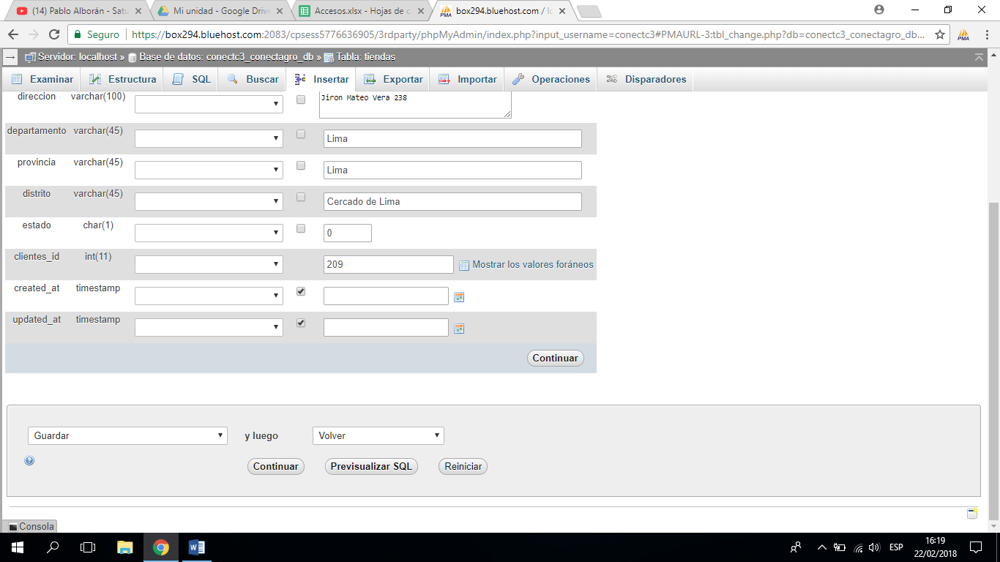 (14) Pablo Alborán - Satu
Mi unidad - Google Drive
Accesos.xlsx - Hojas de c
box294.bluehost.com / lo
Seguro https://box294.bluehost.com:2083/cpsess5776636905/3rdparty/phpMyAdmin/index.php?input_username=conectc3#PMAURL-3:tbl_change.php?db=conectc3_conectagro_db...
Servidor: localhost » Base de datos: conectc3_conectagro_db » Tabla: tiendas
Examinar Estructura SQL Buscar Insertar Exportar Importar Operaciones Disparadores
direccion varchar(100) Jiron Mateo Vera 238
departamento varchar(45) Lima
provincia varchar(45) Lima
distrito varchar(45) Cercado de Lima
estado char(1) 0
clientes_id int(11) 209 Mostrar los valores foráneos
created_at timestamp
updated_at timestamp
Continuar
Guardar y luego Volver
Continuar Previsualizar SQL Reiniciar
Consola
ESP
16:19
22/02/2018